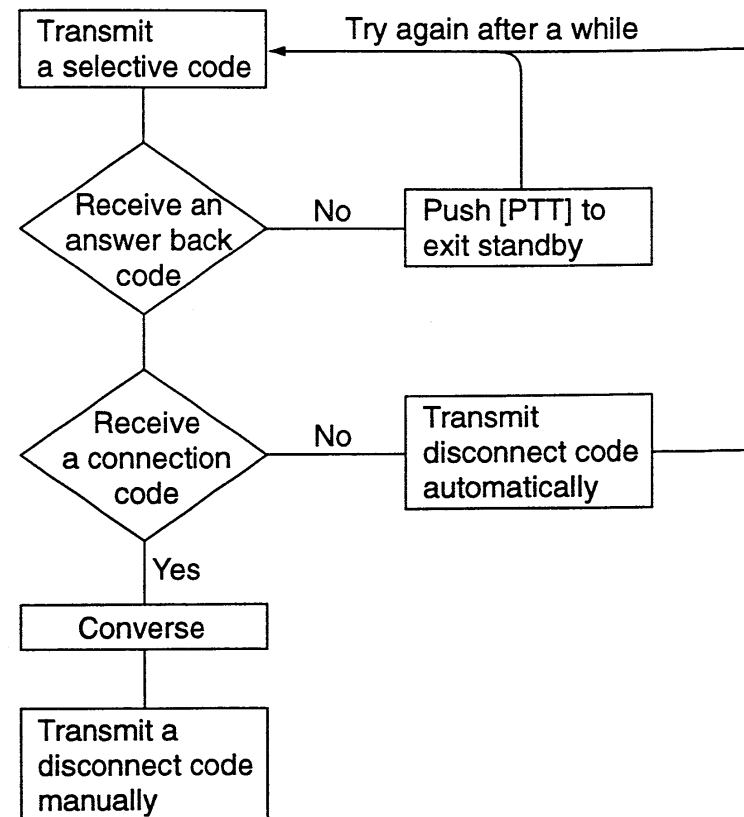 Transmit
a selective code
Try again after a while
Receive an
answer back
code
No
Push [PTT] to
exit standby
Receive
a connection
code
No
Transmit
disconnect code
automatically
Yes
Converse
Transmit a
disconnect code
manually